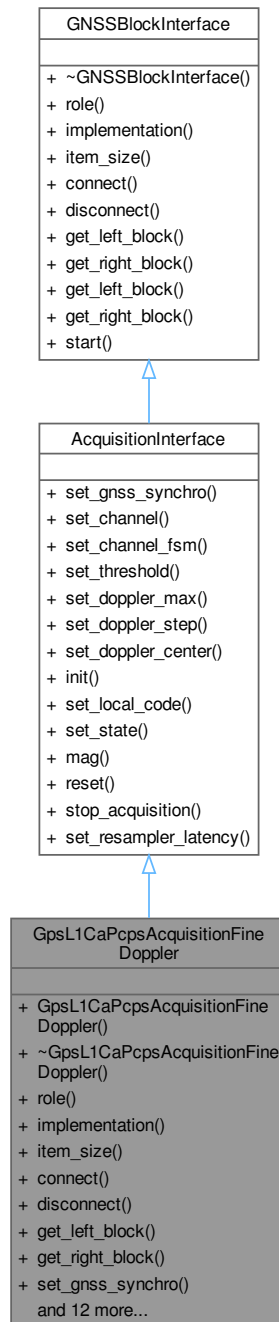 GNSSBlockInterface
+ ~GNSSBlockInterface()
+ role()
+ implementation()
+ item_size()
+ connect()
+ disconnect()
+ get_left_block()
+ get_right_block()
+ get_left_block()
+ get_right_block()
+ start()
AcquisitionInterface
+ set_gnss_synchro()
+ set_channel()
+ set_channel_fsm()
+ set_threshold()
+ set_doppler_max()
+ set_doppler_step()
+ set_doppler_center()
+ init()
+ set_local_code()
+ set_state()
+ mag()
+ reset()
+ stop_acquisition()
+ set_resampler_latency()
GpsL1CaPcpsAcquisitionFine
Doppler
+ GpsL1CaPcpsAcquisitionFine
Doppler()
+ ~GpsL1CaPcpsAcquisitionFine
Doppler()
+ role()
+ implementation()
+ item_size()
+ connect()
+ disconnect()
+ get_left_block()
+ get_right_block()
+ set_gnss_synchro()
and 12 more...